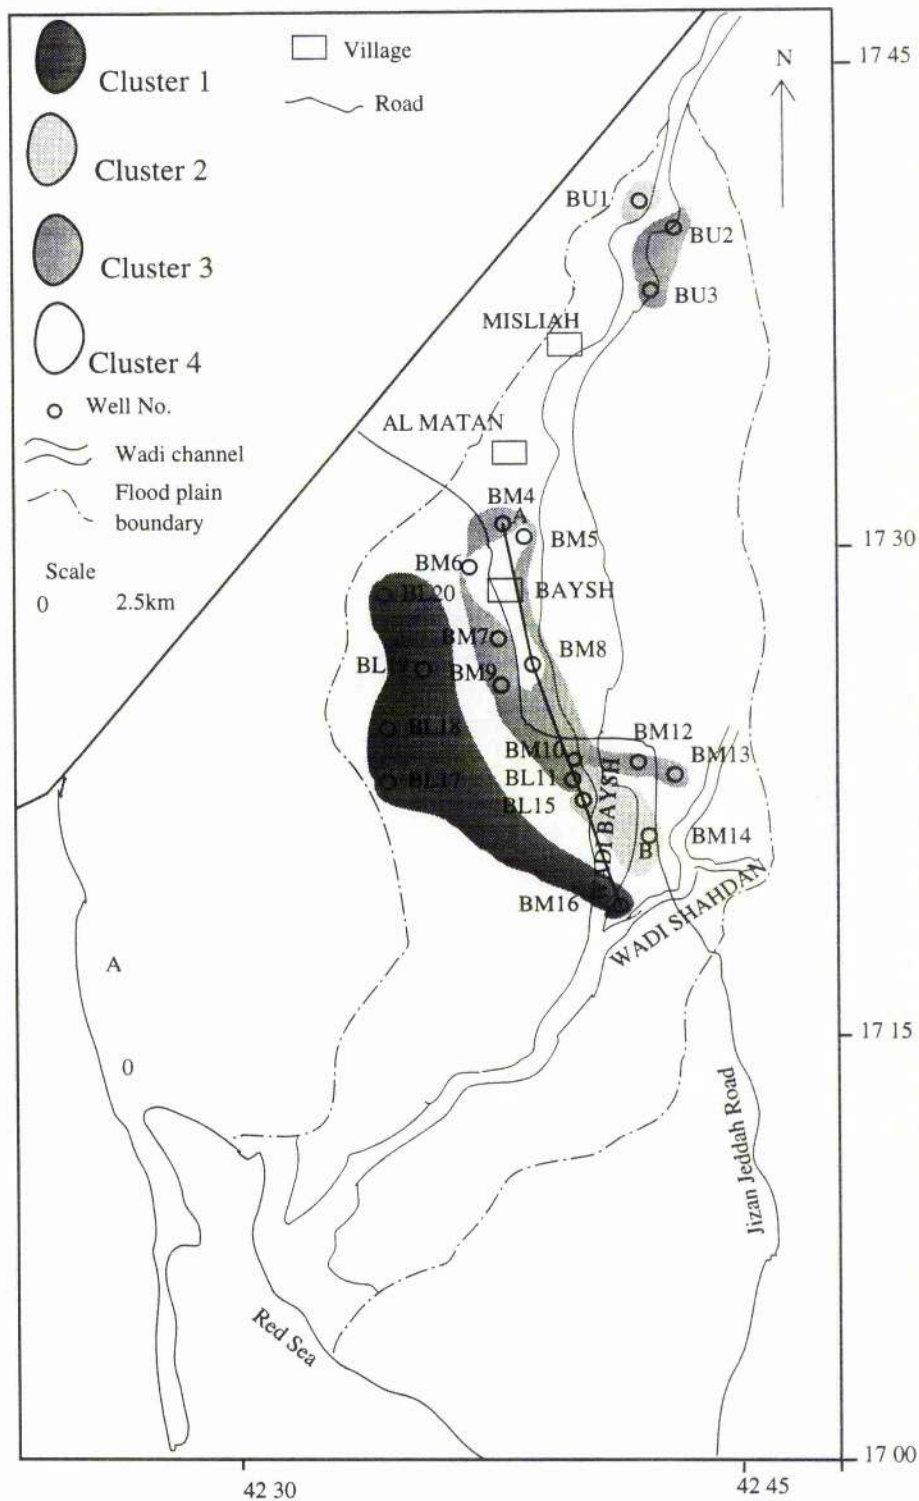 Cluster 1
Cluster 2
Cluster 3
Cluster 4
Well No.
Wadi channel
Flood plain
boundary
Scale
0 2.5km
Village
Road
N
17 45
BU1
BU2
BU3
MISLIAH
AL MATAN
BM4
A
BM5
17 30
BM6
BAYSH
BL20
BM7
BM8
BL19
BM9
BL18
BM10
BM12
BM13
BL11
BL17
BL15
WADI BAYSH
BM14
B
BM16
WADI SHAHDAN
A
0
17 15
Jizan Jeddah Road
Red Sea
17 00
42 30
42 45